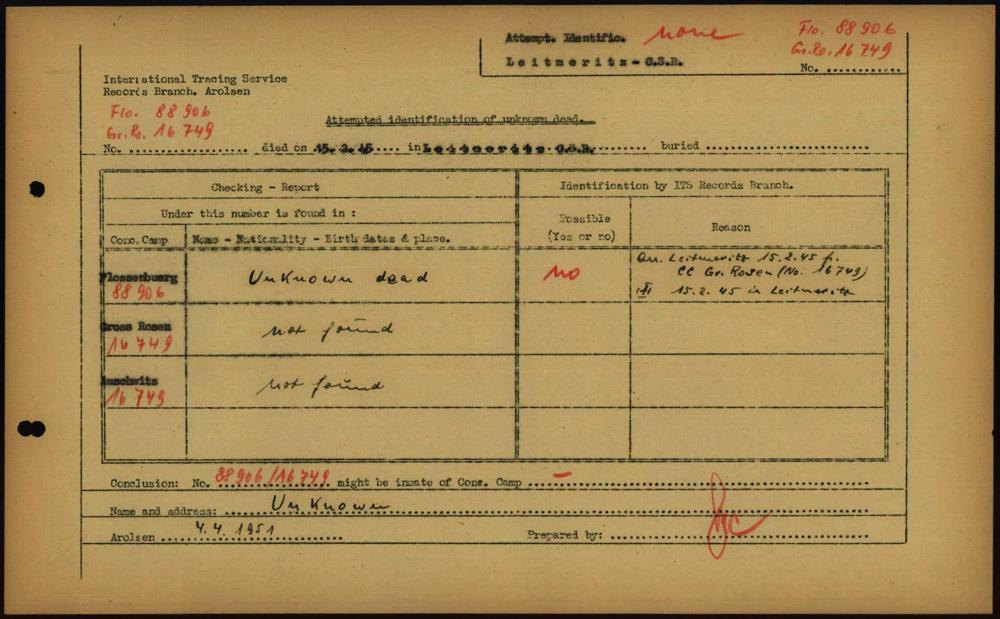 Attempt. Identific. none
Leitmeritz - C.S.R.
Flo. 88 906
Gr.Ro. 16 749
No. ............
International Tracing Service
Records Branch, Arolsen
Flo. 88 906
Gr.Ro. 16 749
Attempted identification of unknown dead.
No. .................... died on 15.2.45 .... in Leitmeritz C.S.R. ......... buried ...........................
Checking - Report
Identification by ITS Records Branch.
Under this number is found in :
Possible
(Yes or no)
Reason
Conc. Camp
Name - Nationality - Birthdates & place.
Flossenbuerg
88 906
UnKnown dead
no
Arr. Leitmeritz 15.2.45 fr.
CC Gr. Rosen (No. 16 749)
15.2.45 in Leitmeritz
Gross Rosen
16 749
not found
Auschwitz
16 749
not found
Conclusion: No. 88 906/16 749 might be inmate of Conc. Camp ..... – .....
Name and address: ........ UnKnown ........
Arolsen .... 4.4. 1951 ....
Prepared by: ........